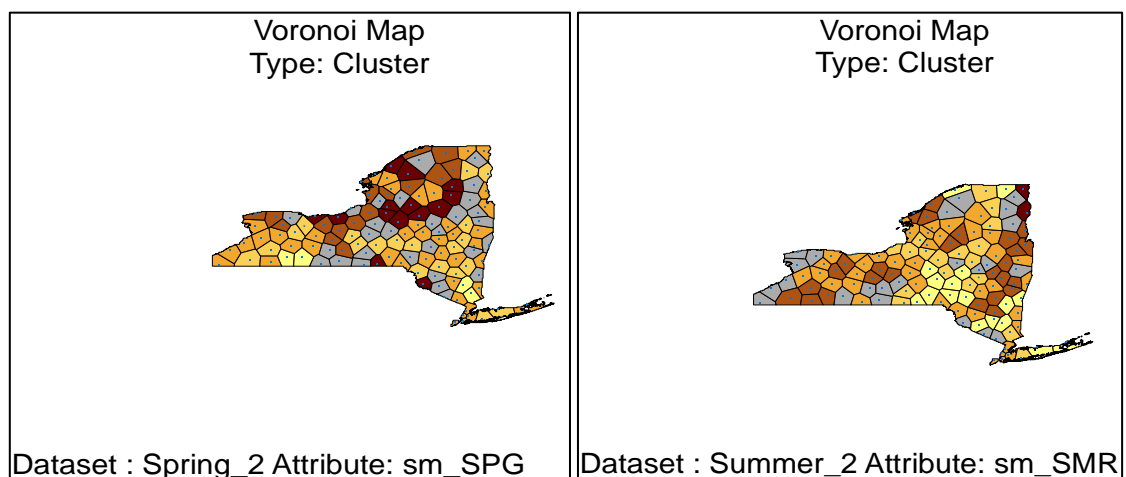 Voronoi Map
Type: Cluster
Dataset : Spring_2 Attribute: sm_SPG
Voronoi Map
Type: Cluster
Dataset : Summer_2 Attribute: sm_SMR